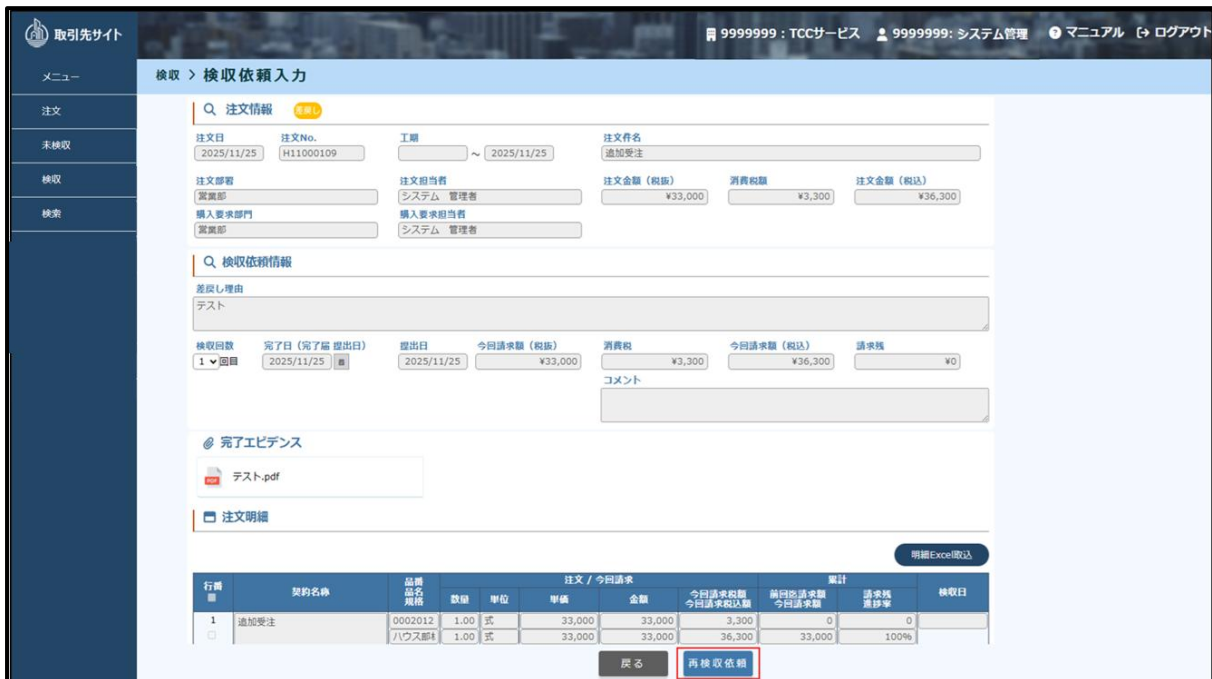 取引先サイト
9999999 : TCCサービス 9999999: システム管理 マニュアル ログアウト
メニュー
検収 > 検収依頼入力
注文
未検収
検収
検索
注文情報 差戻し
注文日 注文No. 工期 注文件名
2025/11/25 H11000109 ～ 2025/11/25 追加受注
注文部署 注文担当者 注文金額（税抜） 消費税額 注文金額（税込）
営業部 システム 管理者 ¥33,000 ¥3,300 ¥36,300
購入要求部門 購入要求担当者
営業部 システム 管理者
検収依頼情報
差戻し理由
テスト
検収回数 完了日（完了届 提出日） 提出日 今回請求額（税抜） 消費税 今回請求額（税込） 請求残
1 回目 2025/11/25 2025/11/25 ¥33,000 ¥3,300 ¥36,300 ¥0
コメント
完了エビデンス
PDF テスト.pdf
注文明細
明細Excel取込
行番 契約名称 品番 品名 規格 注文 / 今回請求 累計 検収日
数量 単位 単価 金額 今回請求税額 今回請求税込額 前回迄請求額 今回請求額 請求残 進捗率
1 追加受注 0002012 1.00 式 33,000 33,000 3,300 0 0
ハウス部材 1.00 式 33,000 33,000 36,300 33,000 100%
戻る 再検収依頼